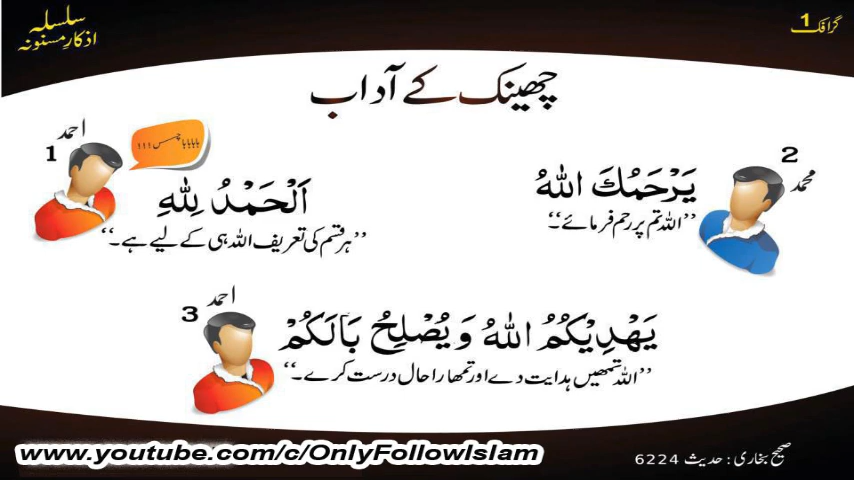 سلسلہ
اذکارِ مسنونہ
گرافک 1
چھینک کے آداب
احمد
1
ہاہاہاہا چھس !!!
اَلْحَمْدُ لِلّٰهِ
’’ہر قسم کی تعریف اللہ ہی کے لیے ہے۔‘‘
2
محمد
يَرْحَمُكَ اللّٰهُ
’’اللہ تم پر رحم فرمائے۔‘‘
احمد
3
يَهْدِيْكُمُ اللّٰهُ وَ يُصْلِحُ بَالَكُمْ
’’اللہ تمھیں ہدایت دے اور تمھارا حال درست کرے۔‘‘
صحیح بخاری : حدیث 6224
www.youtube.com/c/OnlyFollowIslam